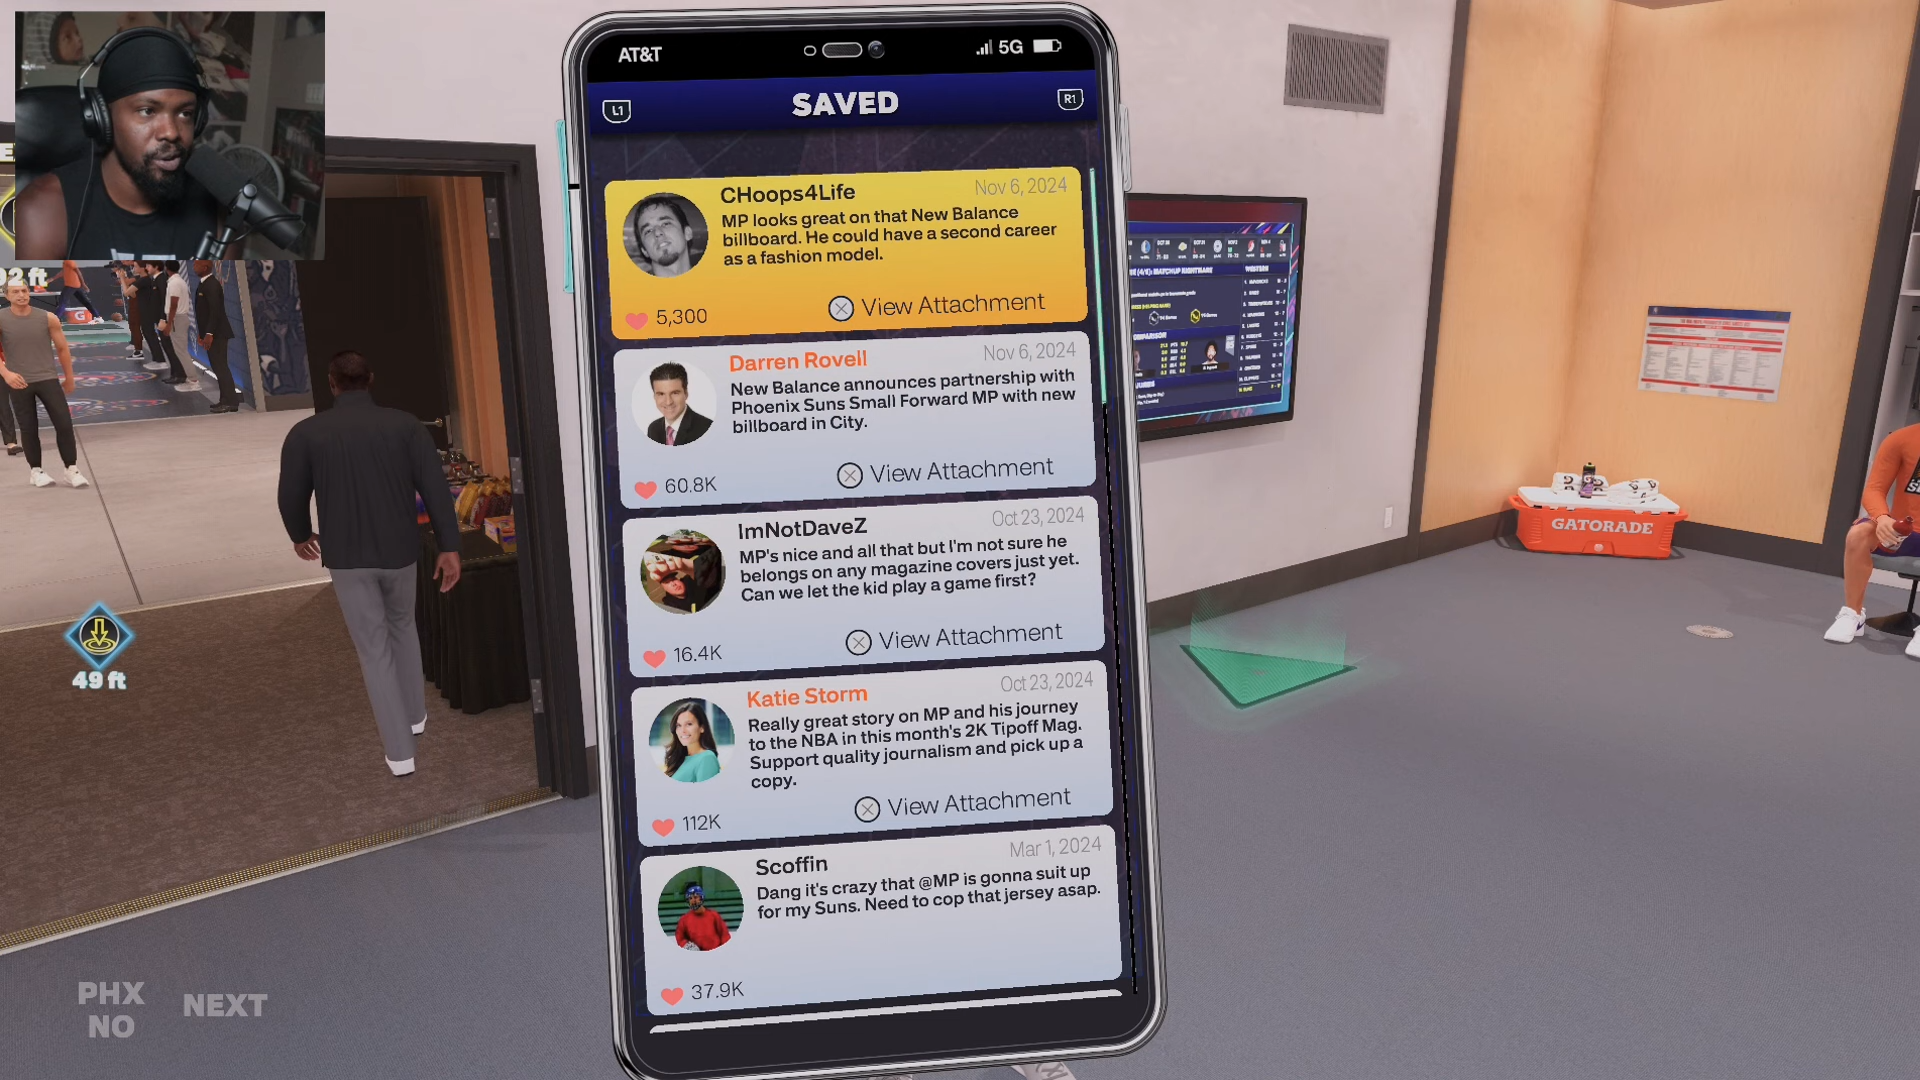 AT&T
5G
L1
SAVED
R1
CHoops4Life
Nov 6, 2024
MP looks great on that New Balance
billboard. He could have a second career
as a fashion model.
5,300
View Attachment
Darren Rovell
Nov 6, 2024
New Balance announces partnership with
Phoenix Suns Small Forward MP with new
billboard in City.
60.8K
View Attachment
ImNotDaveZ
Oct 23, 2024
MP's nice and all that but I'm not sure he
belongs on any magazine covers just yet.
Can we let the kid play a game first?
16.4K
View Attachment
Katie Storm
Oct 23, 2024
Really great story on MP and his journey
to the NBA in this month's 2K Tipoff Mag.
Support quality journalism and pick up a
copy.
112K
View Attachment
Scoffin
Mar 1, 2024
Dang it's crazy that @MP is gonna suit up
for my Suns. Need to cop that jersey asap.
37.9K
49 ft
GATORADE
PHX
NO
NEXT